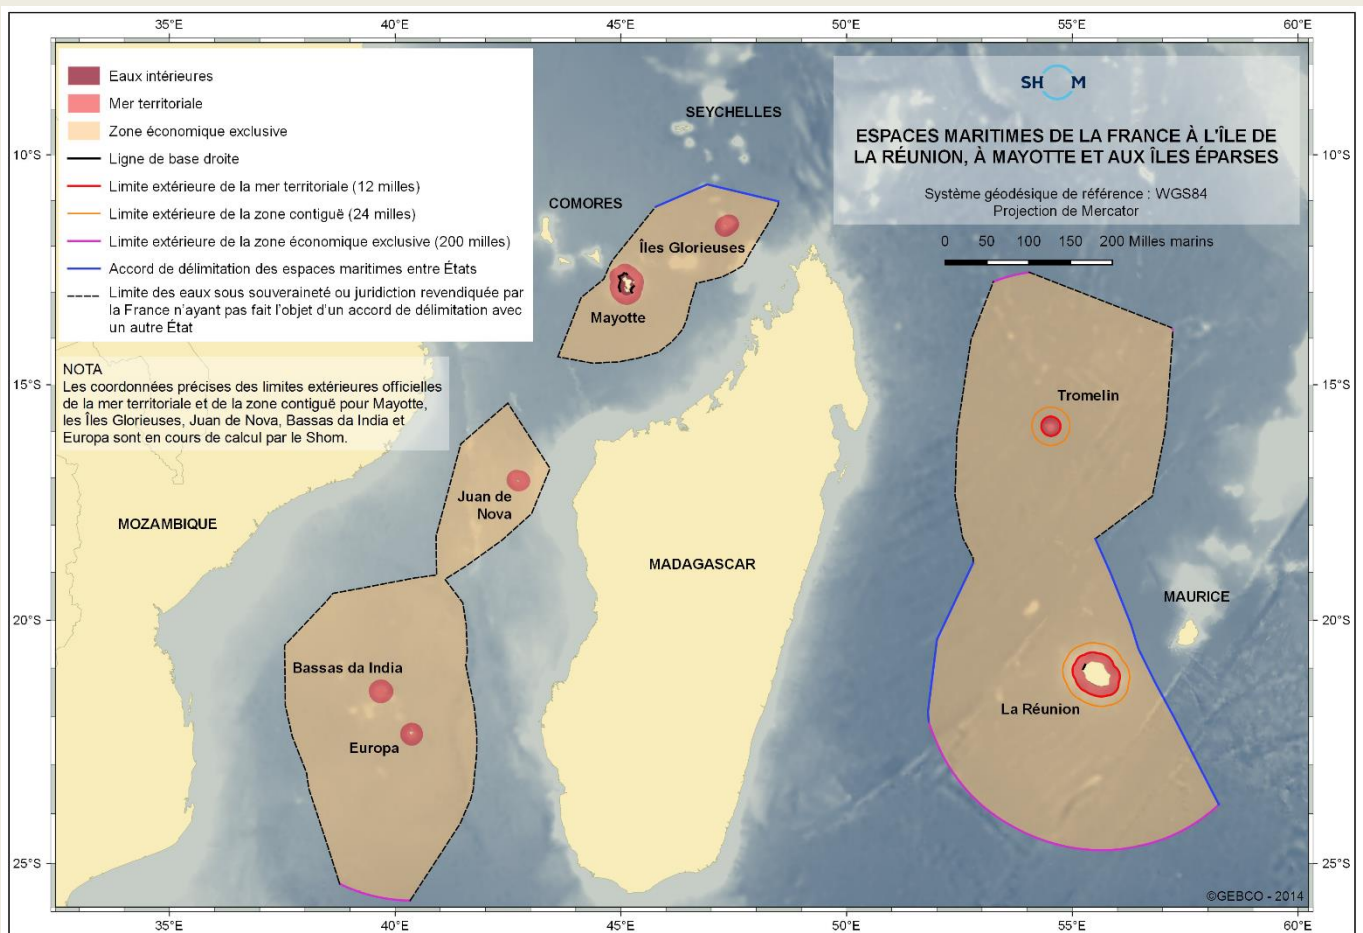 35°E
40°E
45°E
50°E
55°E
60°E
Eaux intérieures
Mer territoriale
Zone économique exclusive
Ligne de base droite
Limite extérieure de la mer territoriale (12 milles)
Limite extérieure de la zone contiguë (24 milles)
Limite extérieure de la zone économique exclusive (200 milles)
Accord de délimitation des espaces maritimes entre États
Limite des eaux sous souveraineté ou juridiction revendiquée par
la France n'ayant pas fait l'objet d'un accord de délimitation avec
un autre État
SH M
ESPACES MARITIMES DE LA FRANCE À L'ÎLE DE
LA RÉUNION, À MAYOTTE ET AUX ÎLES ÉPARSES
Système géodésique de référence : WGS84
Projection de Mercator
0 50 100 150 200 Milles marins
SEYCHELLES
10°S
10°S
COMORES
Îles Glorieuses
Mayotte
NOTA
Les coordonnées précises des limites extérieures officielles
de la mer territoriale et de la zone contiguë pour Mayotte,
les Îles Glorieuses, Juan de Nova, Bassas da India et
Europa sont en cours de calcul par le Shom.
15°S
15°S
Tromelin
Juan de
Nova
MOZAMBIQUE
MADAGASCAR
MAURICE
20°S
20°S
Bassas da India
La Réunion
Europa
25°S
25°S
©GEBCO - 2014
35°E
40°E
45°E
50°E
55°E
60°E